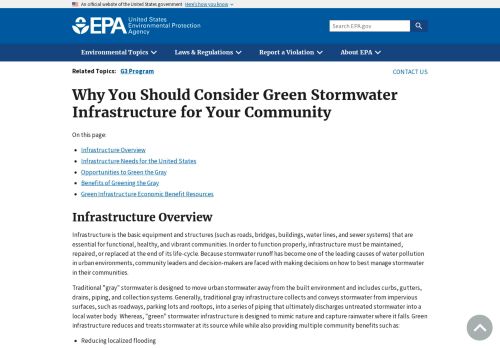 An official website of the United States government Here's how you know
EPA United States
Environmental Protection
Agency
Search EPA.gov
Environmental Topics Laws & Regulations Report a Violation About EPA
Related Topics: G3 Program
CONTACT US
Why You Should Consider Green Stormwater
Infrastructure for Your Community
On this page:
Infrastructure Overview
Infrastructure Needs for the United States
Opportunities to Green the Gray
Benefits of Greening the Gray
Green Infrastructure Economic Benefit Resources
Infrastructure Overview
Infrastructure is the basic equipment and structures (such as roads, bridges, buildings, water lines, and sewer systems) that are
essential for functional, healthy, and vibrant communities. In order to function properly, infrastructure must be maintained,
repaired, or replaced at the end of its life-cycle. Because stormwater runoff has become one of the leading causes of water pollution
in urban environments, community leaders and decision-makers are faced with making decisions on how to best manage stormwater
in their communities.
Traditional "gray" stormwater is designed to move urban stormwater away from the built environment and includes curbs, gutters,
drains, piping, and collection systems. Generally, traditional gray infrastructure collects and conveys stormwater from impervious
surfaces, such as roadways, parking lots and rooftops, into a series of piping that ultimately discharges untreated stormwater into a
local water body. Whereas, "green" stormwater infrastructure is designed to mimic nature and capture rainwater where it falls. Green
infrastructure reduces and treats stormwater at its source while while also providing multiple community benefits such as:
Reducing localized flooding